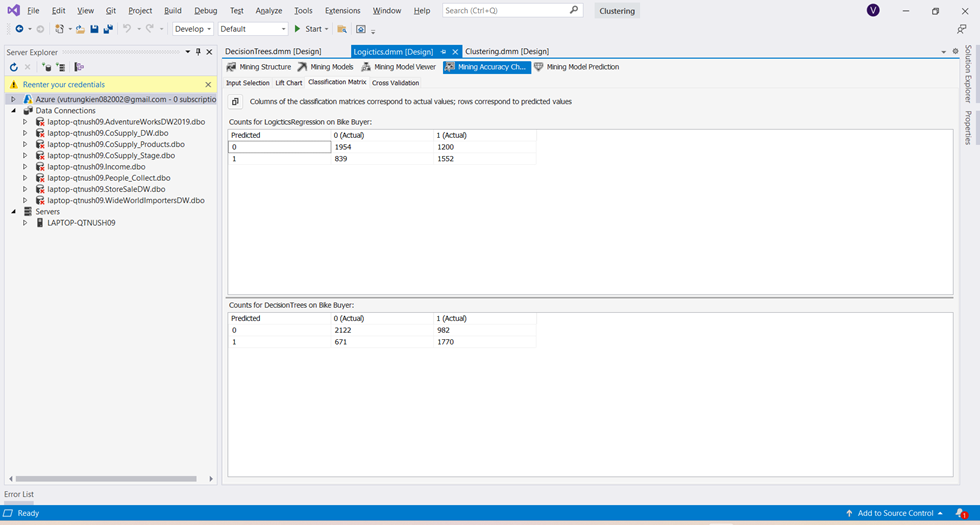 File Edit View Git Project Build Debug Test Analyze Tools Extensions Window Help Search (Ctrl+Q) Clustering V
Develop Default Start
Server Explorer
Reenter your credentials
Azure (vutrungkien082002@gmail.com - 0 subscriptio
Data Connections
laptop-qtnush09.AdventureWorksDW2019.dbo
laptop-qtnush09.CoSupply_DW.dbo
laptop-qtnush09.CoSupply_Products.dbo
laptop-qtnush09.CoSupply_Stage.dbo
laptop-qtnush09.Income.dbo
laptop-qtnush09.People_Collect.dbo
laptop-qtnush09.StoreSaleDW.dbo
laptop-qtnush09.WideWorldImportersDW.dbo
Servers
LAPTOP-QTNUSH09
DecisionTrees.dmm [Design] Logictics.dmm [Design] Clustering.dmm [Design]
Mining Structure Mining Models Mining Model Viewer Mining Accuracy Ch... Mining Model Prediction
Input Selection Lift Chart Classification Matrix Cross Validation
Columns of the classification matrices correspond to actual values; rows correspond to predicted values
Counts for LogicticsRegression on Bike Buyer:
Predicted 0 (Actual) 1 (Actual)
0 1954 1200
1 839 1552
Counts for DecisionTrees on Bike Buyer:
Predicted 0 (Actual) 1 (Actual)
0 2122 982
1 671 1770
Solution Explorer
Properties
Error List
Ready Add to Source Control 1